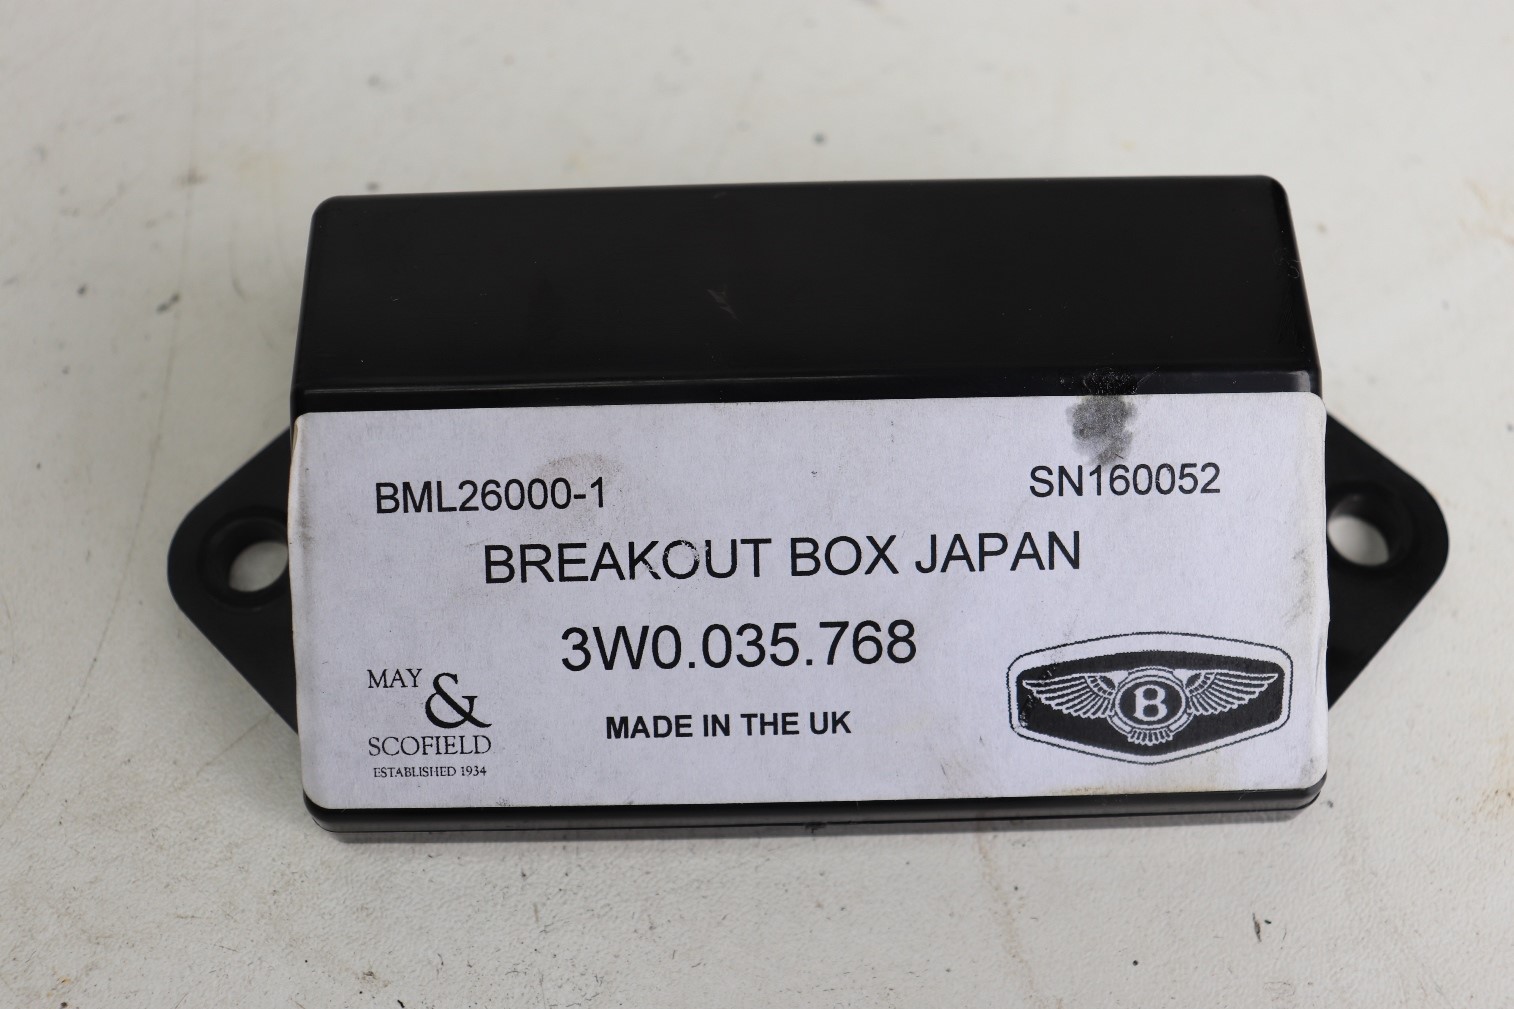 BML26000-1 SN160052
BREAKOUT BOX JAPAN
3W0.035.768
MAY
&
SCOFIELD
ESTABLISHED 1934
MADE IN THE UK
B